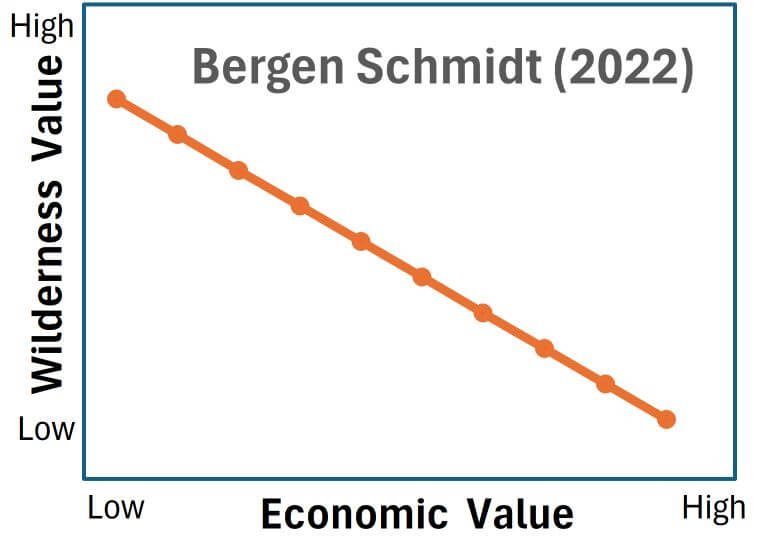 High
Bergen Schmidt (2022)
Wilderness Value
Low
Low
Economic Value
High